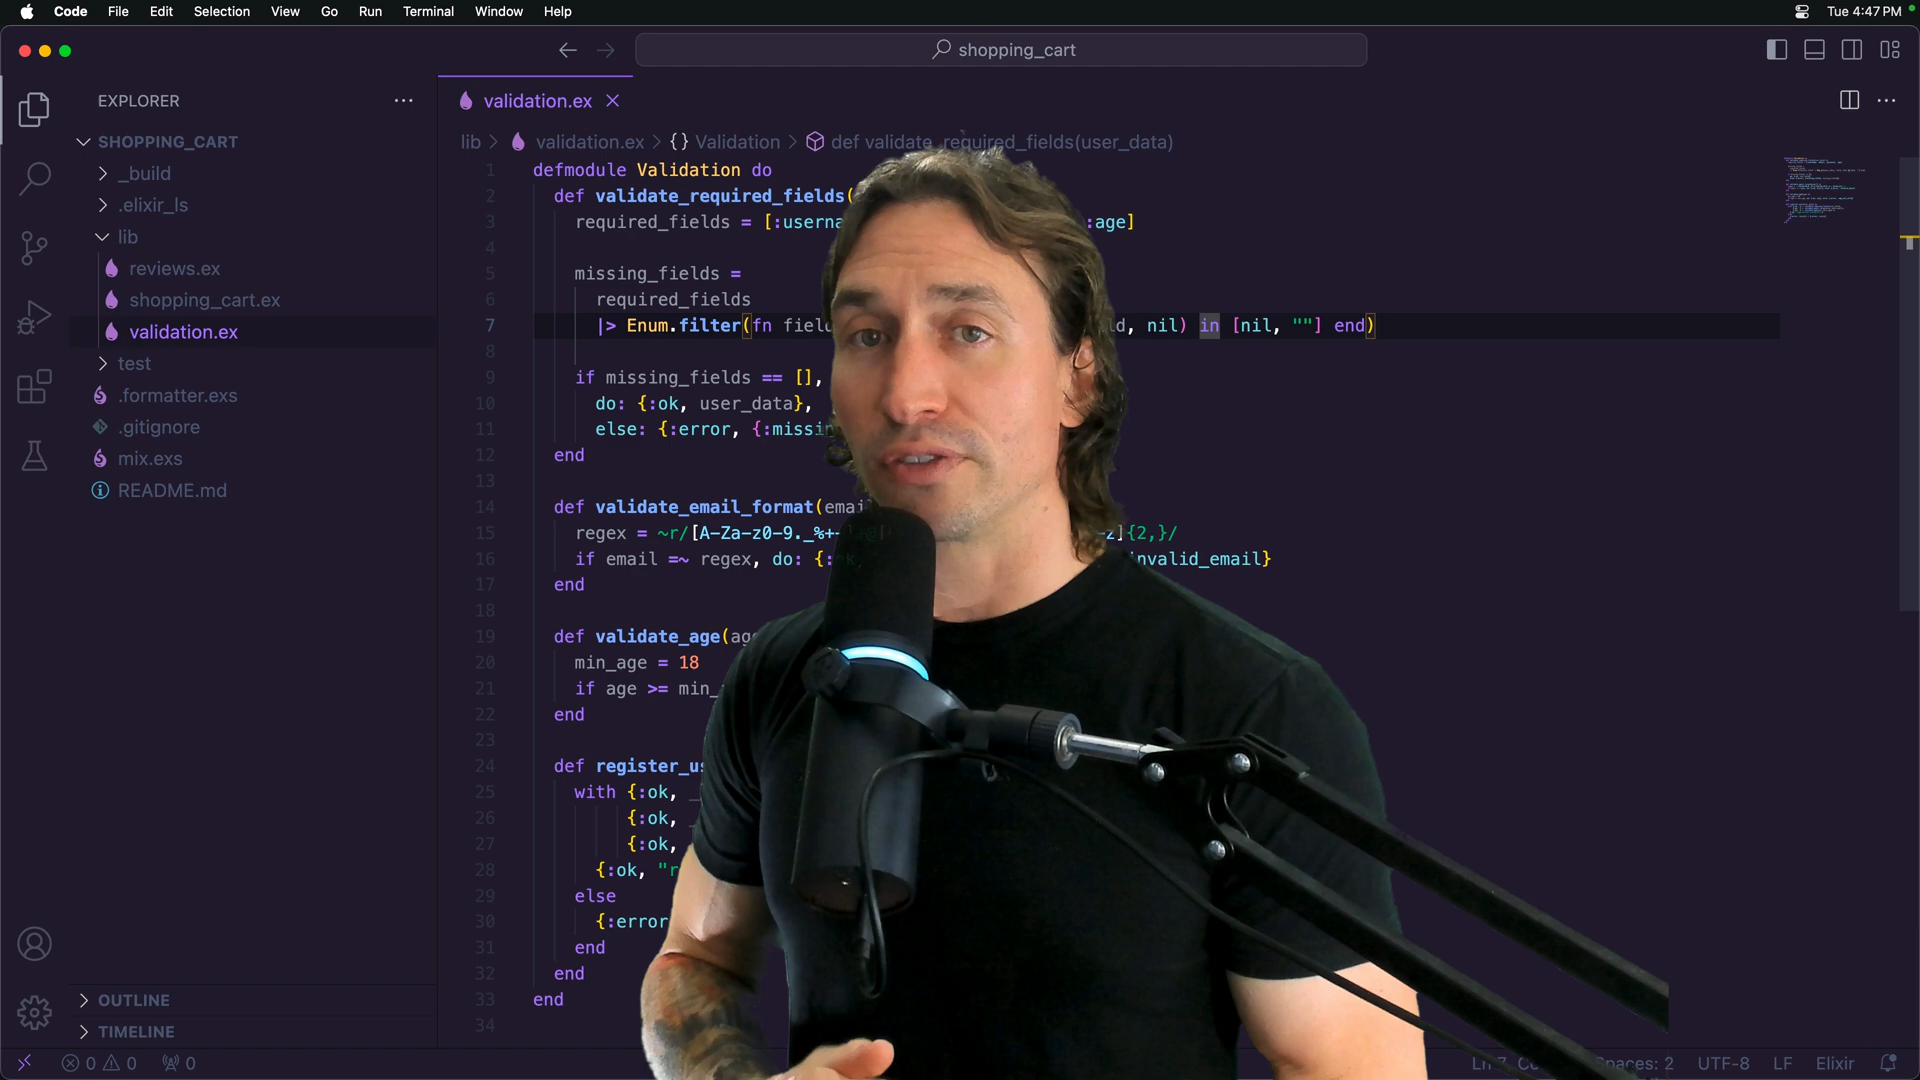 Code File Edit Selection View Go Run Terminal Window Help Tue 4:47 PM
shopping_cart
EXPLORER
SHOPPING_CART
_build
.elixir_ls
lib
reviews.ex
shopping_cart.ex
validation.ex
test
.formatter.exs
.gitignore
mix.exs
README.md
OUTLINE
TIMELINE
validation.ex
lib > validation.ex > {} Validation > def validate_required_fields(user_data)
1 defmodule Validation do
2 def validate_required_fields(
3 required_fields = [:userna :age]
4
5 missing_fields =
6 required_fields
7 |> Enum.filter(fn field d, nil) in [nil, ""] end)
8
9 if missing_fields == [],
10 do: {:ok, user_data},
11 else: {:error, {:missin
12 end
13
14 def validate_email_format(email
15 regex = ~r/[A-Za-z0-9._%+- z]{2,}/
16 if email =~ regex, do: {:ok, nvalid_email}
17 end
18
19 def validate_age(ag
20 min_age = 18
21 if age >= min_
22 end
23
24 def register_us
25 with {:ok, _
26 {:ok, _
27 {:ok,
28 {:ok, "r
29 else
30 {:error
31 end
32 end
33 end
34
0 0 0 Spaces: 2 UTF-8 LF Elixir